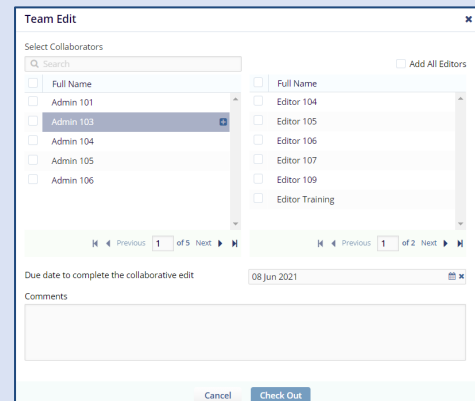 Team Edit
Select Collaborators
Search
Add All Editors
Full Name
Admin 101
Admin 103
Admin 104
Admin 105
Admin 106
Previous 1 of 5 Next
Full Name
Editor 104
Editor 105
Editor 106
Editor 107
Editor 109
Editor Training
Previous 1 of 2 Next
Due date to complete the collaborative edit
08 Jun 2021
Comments
Cancel
Check Out